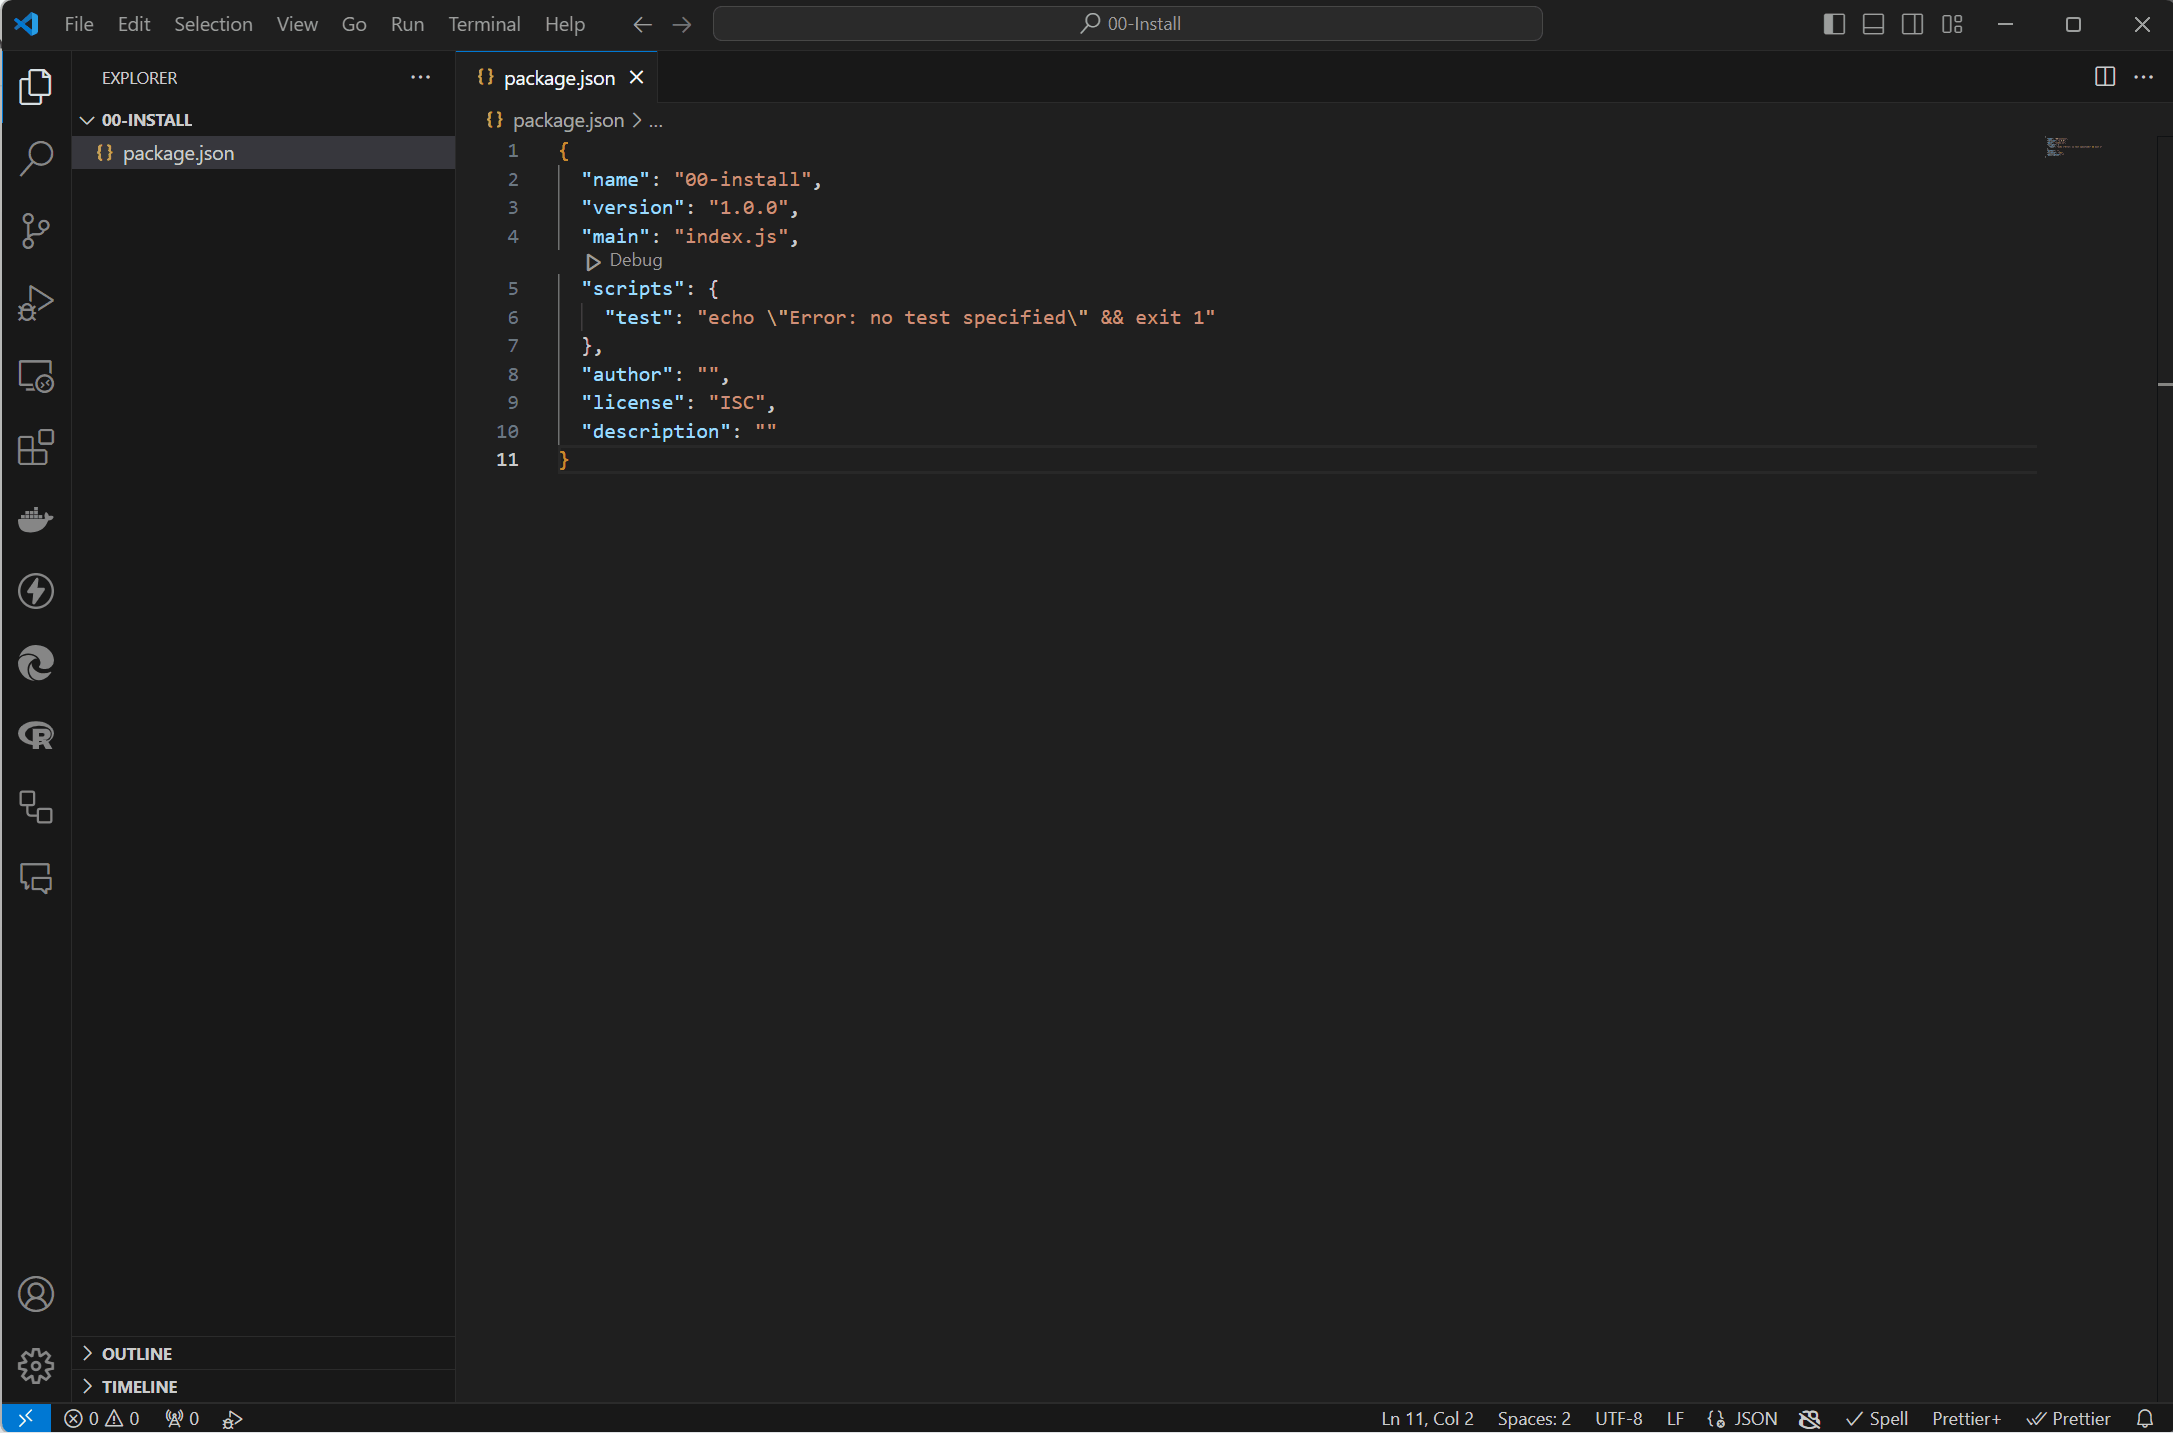 File Edit Selection View Go Run Terminal Help
00-Install
EXPLORER
00-INSTALL
package.json
package.json
package.json > ...
1 {
2 "name": "00-install",
3 "version": "1.0.0",
4 "main": "index.js",
Debug
5 "scripts": {
6 "test": "echo \"Error: no test specified\" && exit 1"
7 },
8 "author": "",
9 "license": "ISC",
10 "description": ""
11 }
OUTLINE
TIMELINE
0 0 0
Ln 11, Col 2 Spaces: 2 UTF-8 LF JSON Spell Prettier+ Prettier